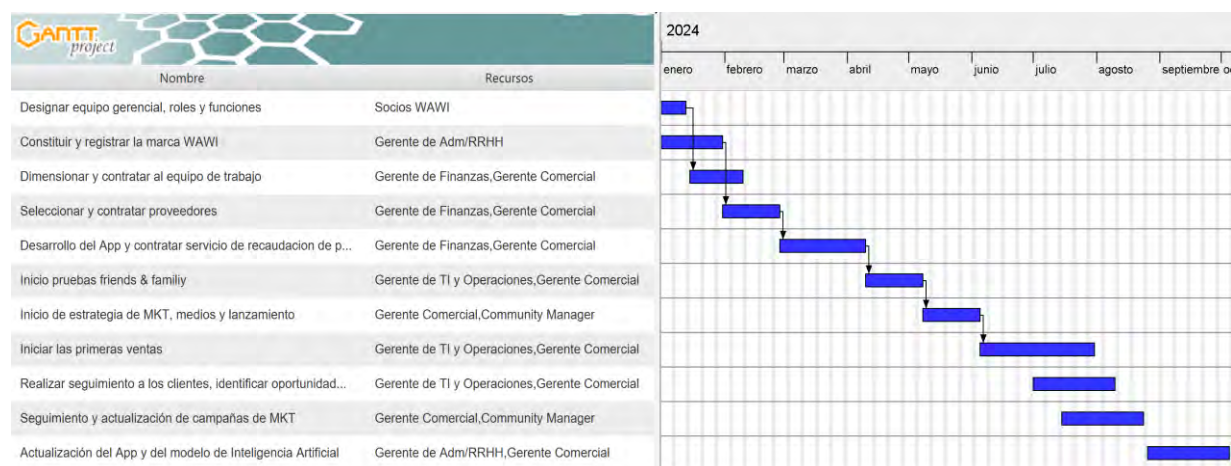 GANTT
project
2024
Nombre Recursos
enero febrero marzo abril mayo junio julio agosto septiembre oc
Designar equipo gerencial, roles y funciones Socios WAWI
Constituir y registrar la marca WAWI Gerente de Adm/RRHH
Dimensionar y contratar al equipo de trabajo Gerente de Finanzas,Gerente Comercial
Seleccionar y contratar proveedores Gerente de Finanzas,Gerente Comercial
Desarrollo del App y contratar servicio de recaudacion de p... Gerente de Finanzas,Gerente Comercial
Inicio pruebas friends & familiy Gerente de TI y Operaciones,Gerente Comercial
Inicio de estrategia de MKT, medios y lanzamiento Gerente Comercial,Community Manager
Iniciar las primeras ventas Gerente de TI y Operaciones,Gerente Comercial
Realizar seguimiento a los clientes, identificar oportunidad... Gerente de TI y Operaciones,Gerente Comercial
Seguimiento y actualización de campañas de MKT Gerente Comercial,Community Manager
Actualización del App y del modelo de Inteligencia Artificial Gerente de Adm/RRHH,Gerente Comercial